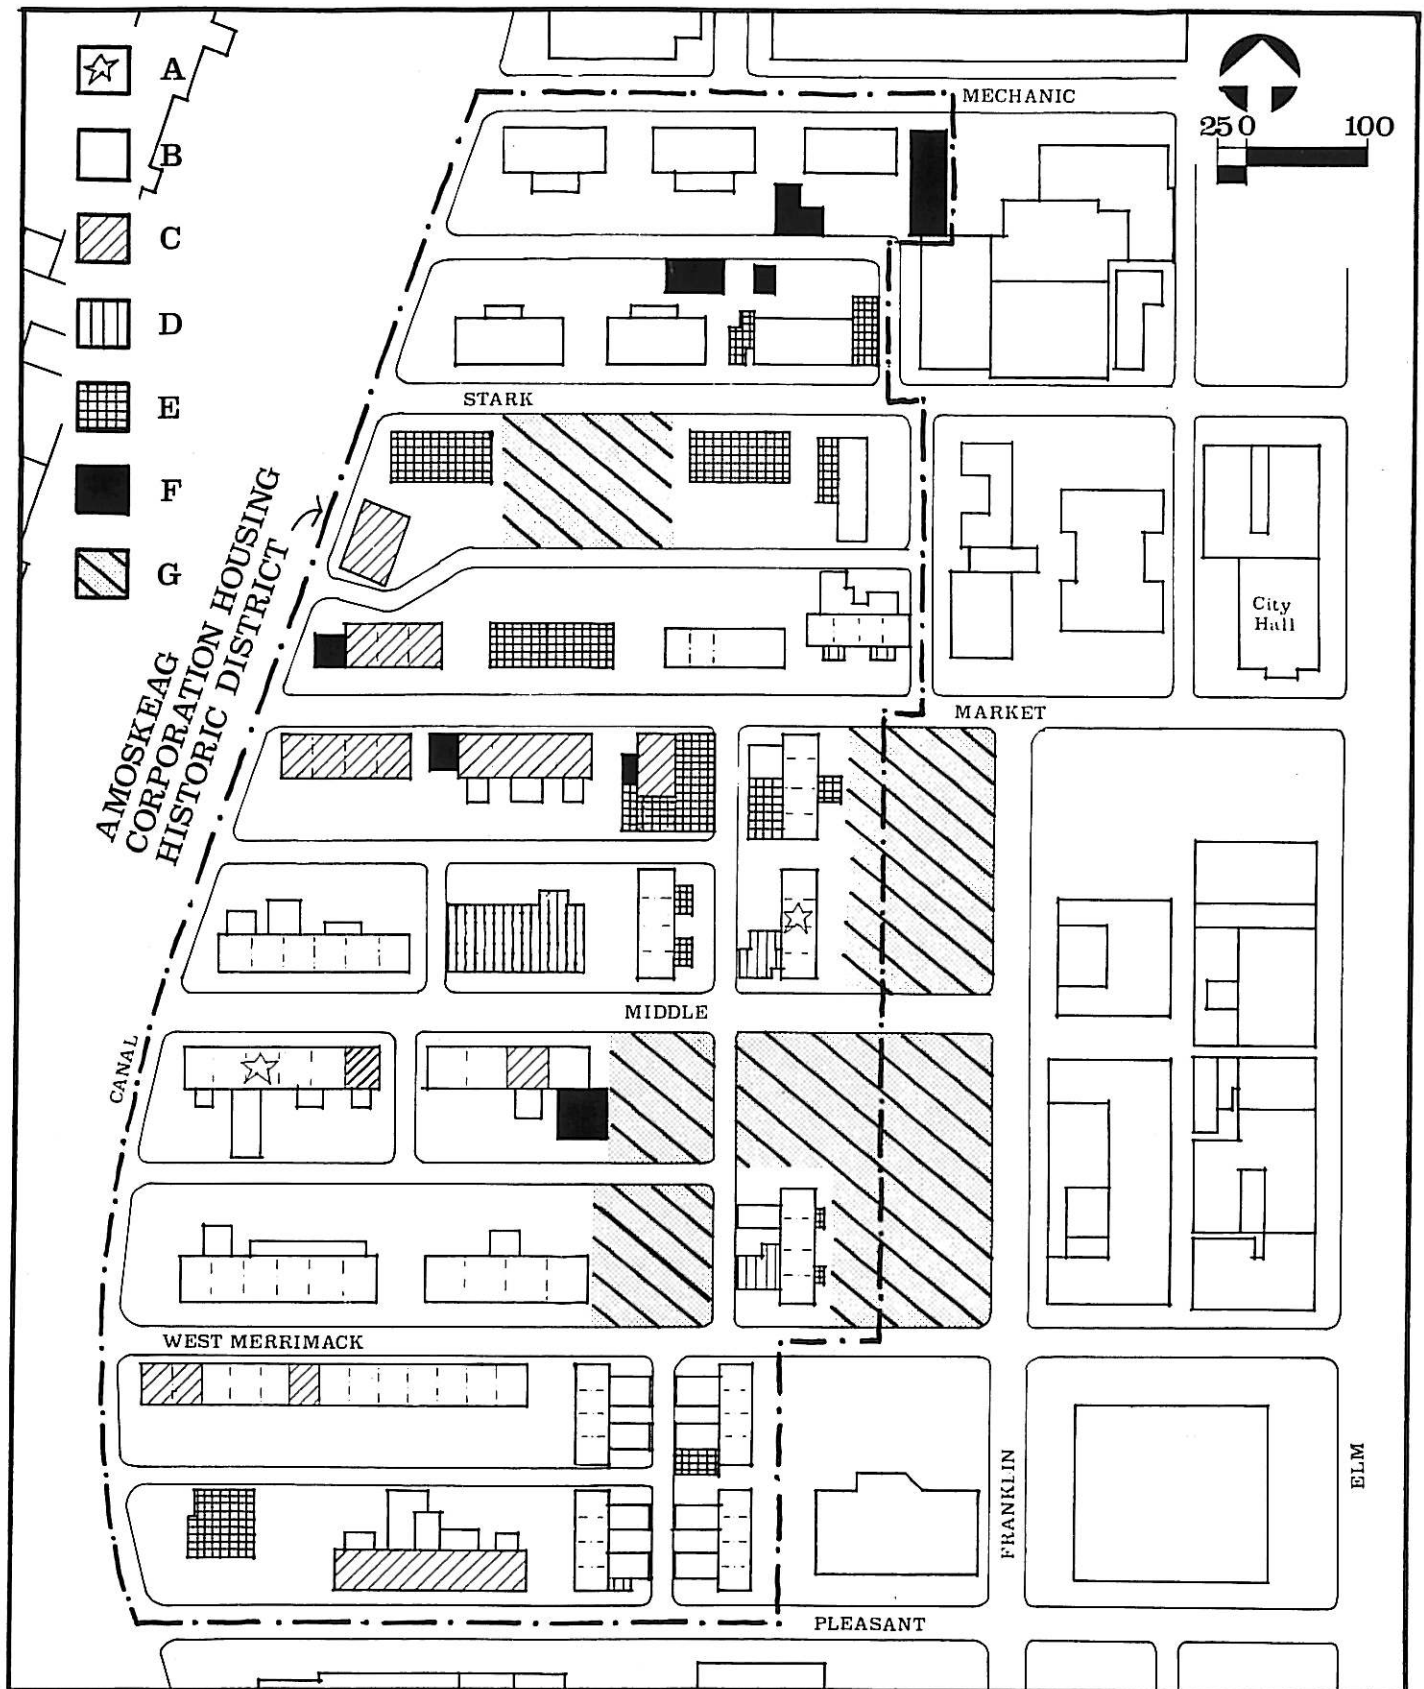 A
B
C
D
E
F
G
MECHANIC
25 0 100
STARK
AMOSKEAG
CORPORATION HOUSING
HISTORIC DISTRICT
City
Hall
MARKET
MIDDLE
CANAL
WEST MERRIMACK
FRANKLIN
ELM
PLEASANT